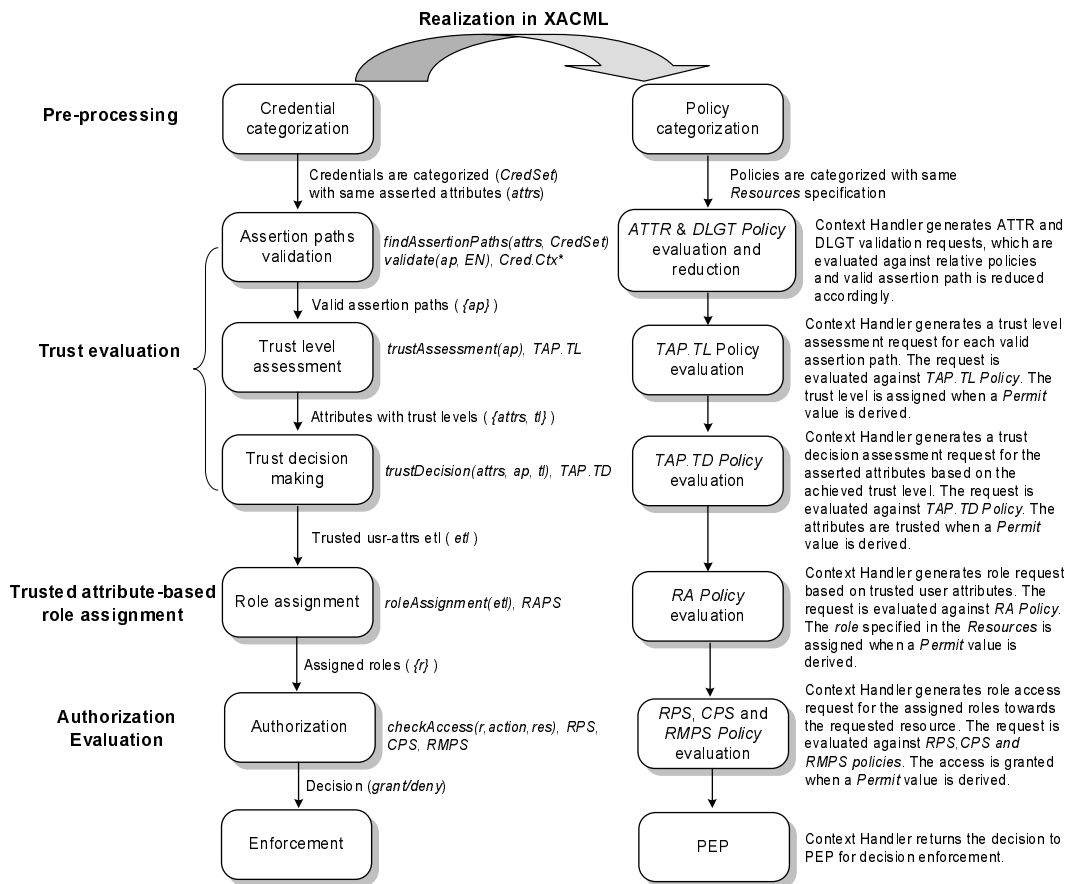 Realization in XACML
Pre-processing
Credential
categorization
Policy
categorization
Credentials are categorized (CredSet)
with same asserted attributes (attrs)
Policies are categorized with same
Resources specification
Trust evaluation
Assertion paths
validation
findAssertionPaths(attrs, CredSet)
validate(ap, EN), Cred.Ctx*
ATTR & DLGT Policy
evaluation and
reduction
Context Handler generates ATTR and
DLGT validation requests, which are
evaluated against relative policies
and valid assertion path is reduced
accordingly.
Valid assertion paths ( {ap} )
Trust level
assessment
trustAssessment(ap), TAP.TL
TAP.TL Policy
evaluation
Context Handler generates a trust level
assessment request for each valid
assertion path. The request is
evaluated against TAP.TL Policy. The
trust level is assigned when a Permit
value is derived.
Attributes with trust levels ( {attrs, tl} )
Trust decision
making
trustDecision(attrs, ap, tl), TAP.TD
TAP.TD Policy
evaluation
Context Handler generates a trust
decision assessment request for the
asserted attributes based on the
achieved trust level. The request is
evaluated against TAP.TD Policy. The
attributes are trusted when a Permit
value is derived.
Trusted usr-attrs etl ( etl )
Trusted attribute-based
role assignment
Role assignment
roleAssignment(etl), RAPS
RA Policy
evaluation
Context Handler generates role request
based on trusted user attributes. The
request is evaluated against RA Policy.
The role specified in the Resources is
assigned when a Permit value is
derived.
Assigned roles ( {r} )
Authorization
Evaluation
Authorization
checkAccess(r,action,res), RPS,
CPS, RMPS
RPS, CPS and
RMPS Policy
evaluation
Context Handler generates role access
request for the assigned roles towards
the requested resource. The request is
evaluated against RPS,CPS and
RMPS policies. The access is granted
when a Permit value is derived.
Decision (grant/deny)
Enforcement
PEP
Context Handler returns the decision to
PEP for decision enforcement.